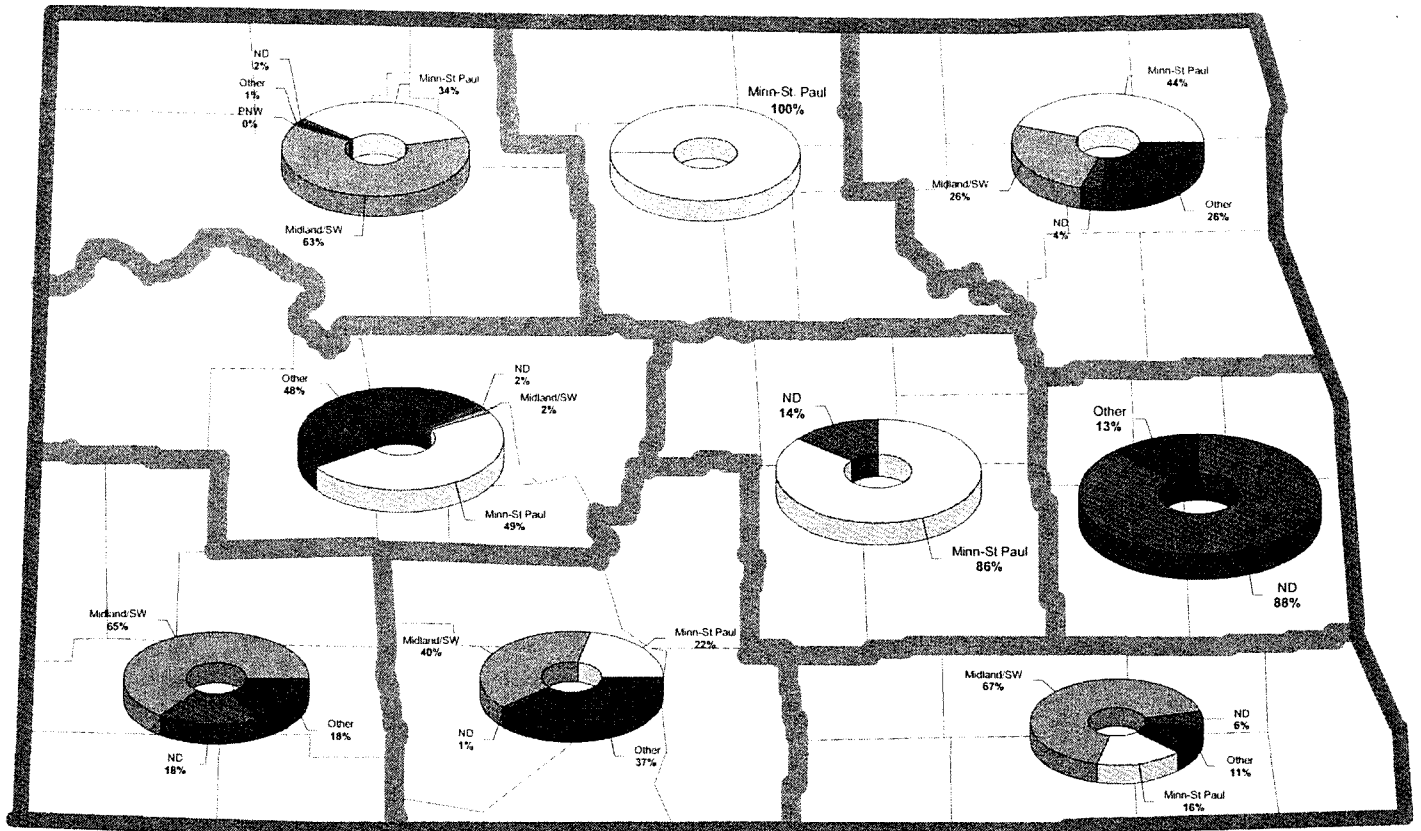 ND
2%
Other
1%
PNW
0%
Minn-St Paul
34%
Midland/SW
63%
Minn-St. Paul
100%
Minn-St Paul
44%
Midland/SW
26%
ND
4%
Other
26%
Other
48%
ND
2%
Midland/SW
2%
Minn-St Paul
49%
ND
14%
Minn-St Paul
86%
Other
13%
ND
88%
Midland/SW
65%
ND
18%
Other
18%
Midland/SW
40%
Minn-St Paul
22%
ND
1%
Other
37%
Midland/SW
67%
ND
6%
Other
11%
Minn-St Paul
16%